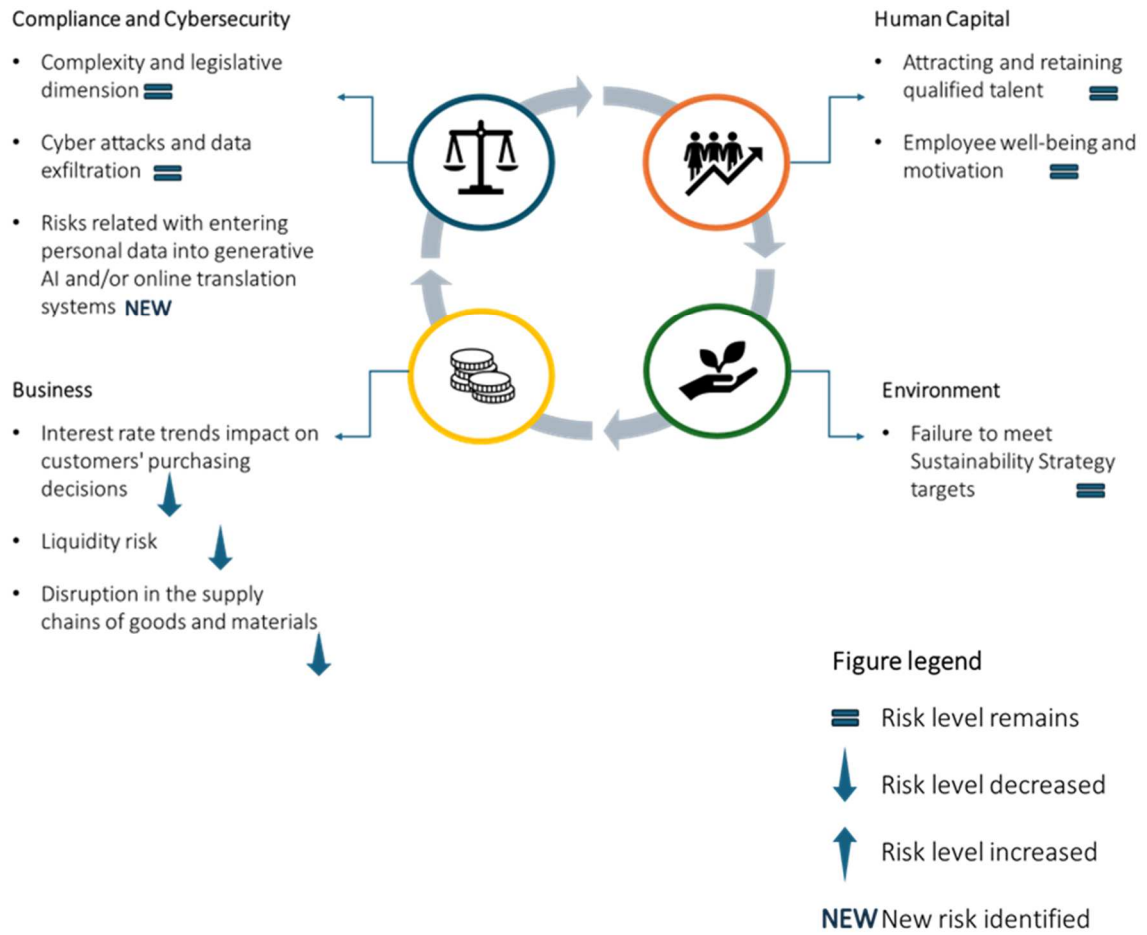 Compliance and Cybersecurity
• Complexity and legislative
dimension
• Cyber attacks and data
exfiltration
• Risks related with entering
personal data into generative
AI and/or online translation
systems NEW
Human Capital
• Attracting and retaining
qualified talent
• Employee well-being and
motivation
Business
• Interest rate trends impact on
customers' purchasing
decisions
• Liquidity risk
• Disruption in the supply
chains of goods and materials
Environment
• Failure to meet
Sustainability Strategy
targets
Figure legend
Risk level remains
Risk level decreased
Risk level increased
NEW New risk identified